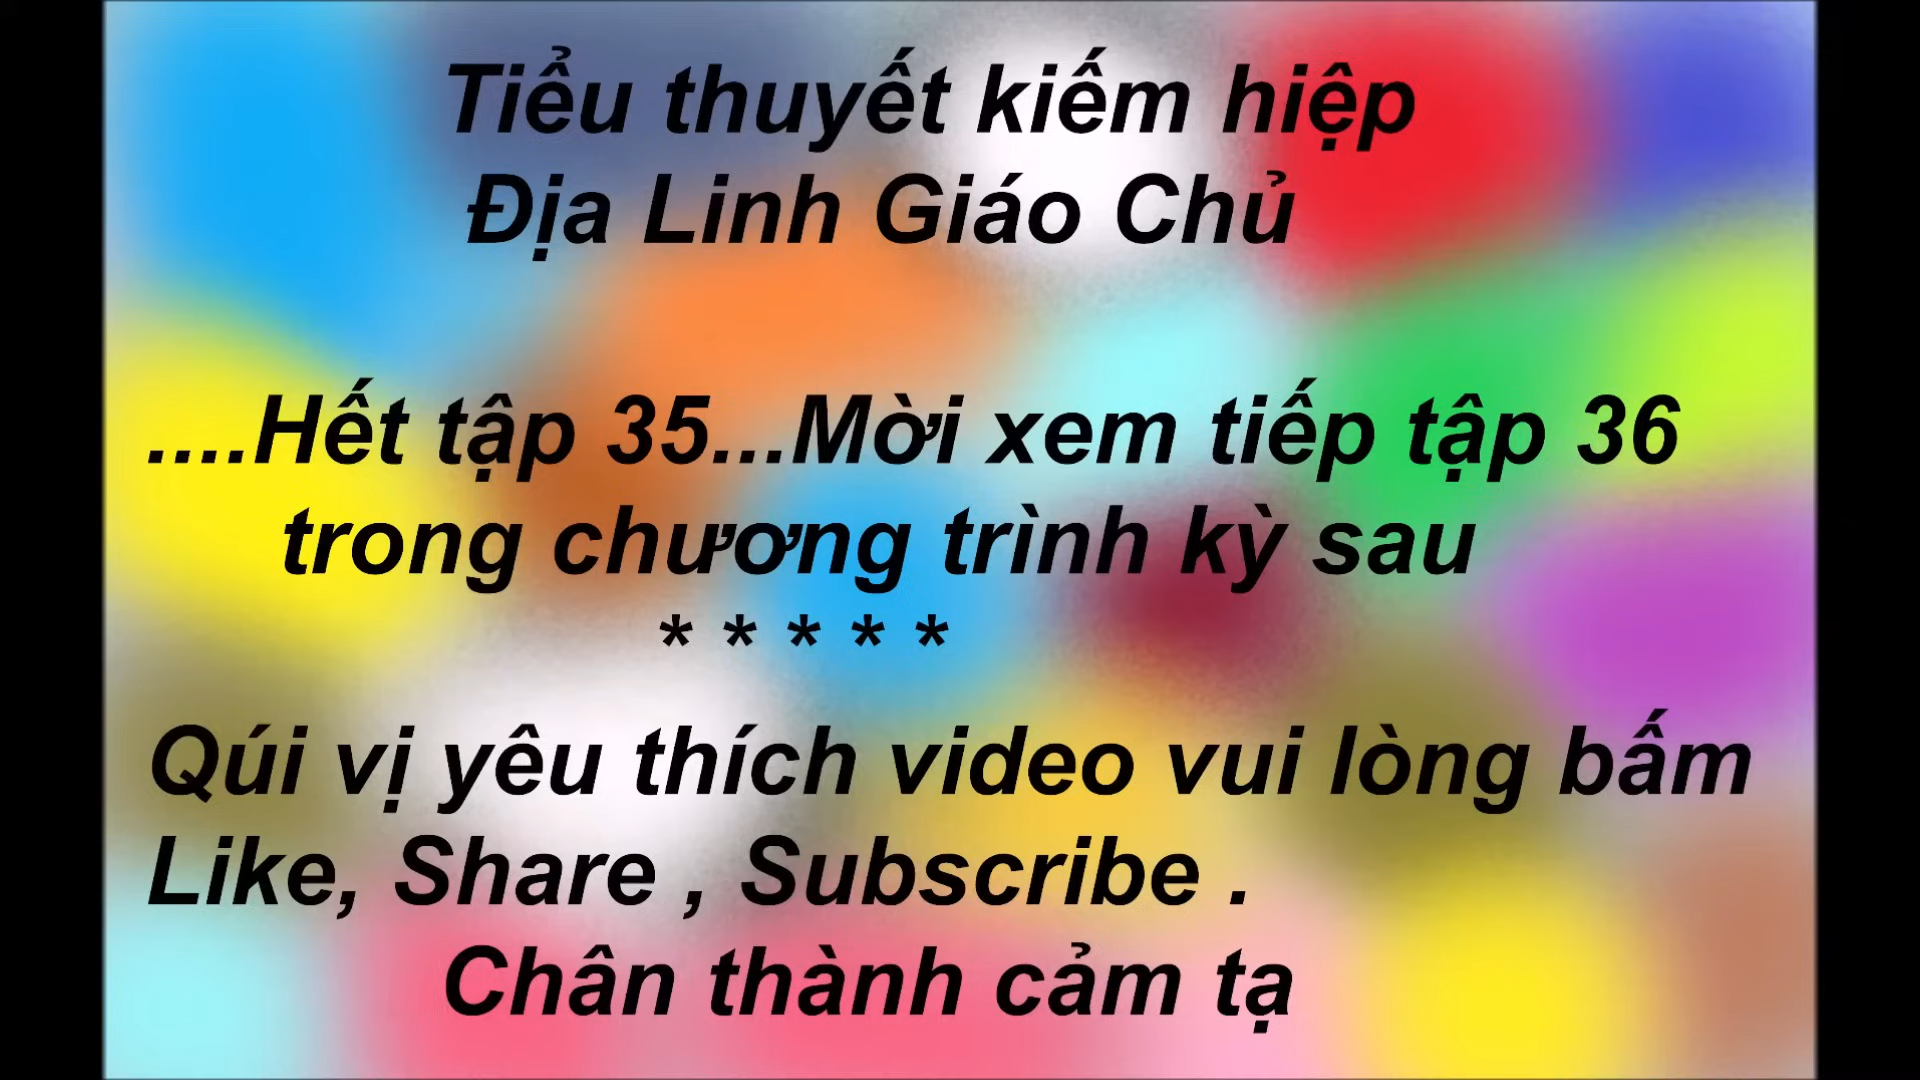 Tiểu thuyết kiếm hiệp
Địa Linh Giáo Chủ
....Hết tập 35...Mời xem tiếp tập 36
trong chương trình kỳ sau
* * * * *
Qúi vị yêu thích video vui lòng bấm
Like, Share , Subscribe .
Chân thành cảm tạ